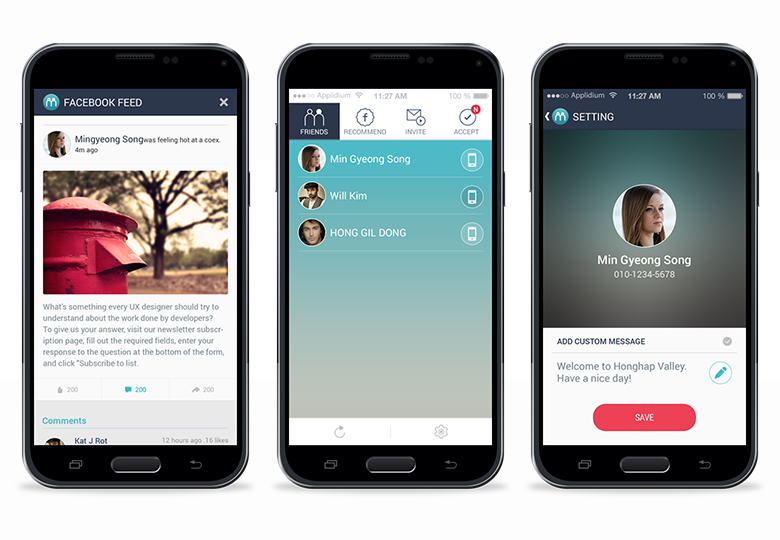 FACEBOOK FEED
Mingyeong Song was feeling hot at a coex.
4m ago
What's something every UX designer should try to
understand about the work done by developers?
To give us your answer, visit our newsletter subscr-
iption page, fill out the required fields, enter your
response to the question at the bottom of the form,
and click "Subscribe to list.
200
200
200
Comments
Kat J Rot
12 hours ago .16 likes
Applidium
11:27 AM
100 %
FRIENDS
RECOMMEND
INVITE
N
ACCEPT
Min Gyeong Song
Will Kim
HONG GIL DONG
Applidium
11:27 AM
100 %
SETTING
Min Gyeong Song
010-1234-5678
ADD CUSTOM MESSAGE
Welcome to Honghap Valley.
Have a nice day!
SAVE